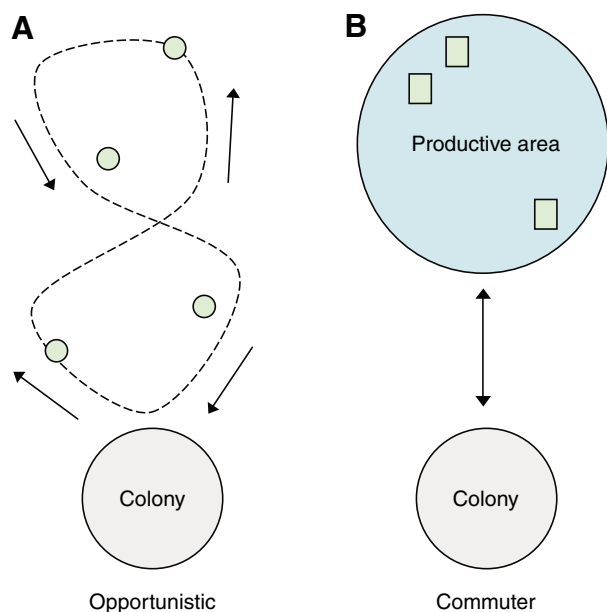 A
B
Productive area
Colony
Colony
Opportunistic
Commuter